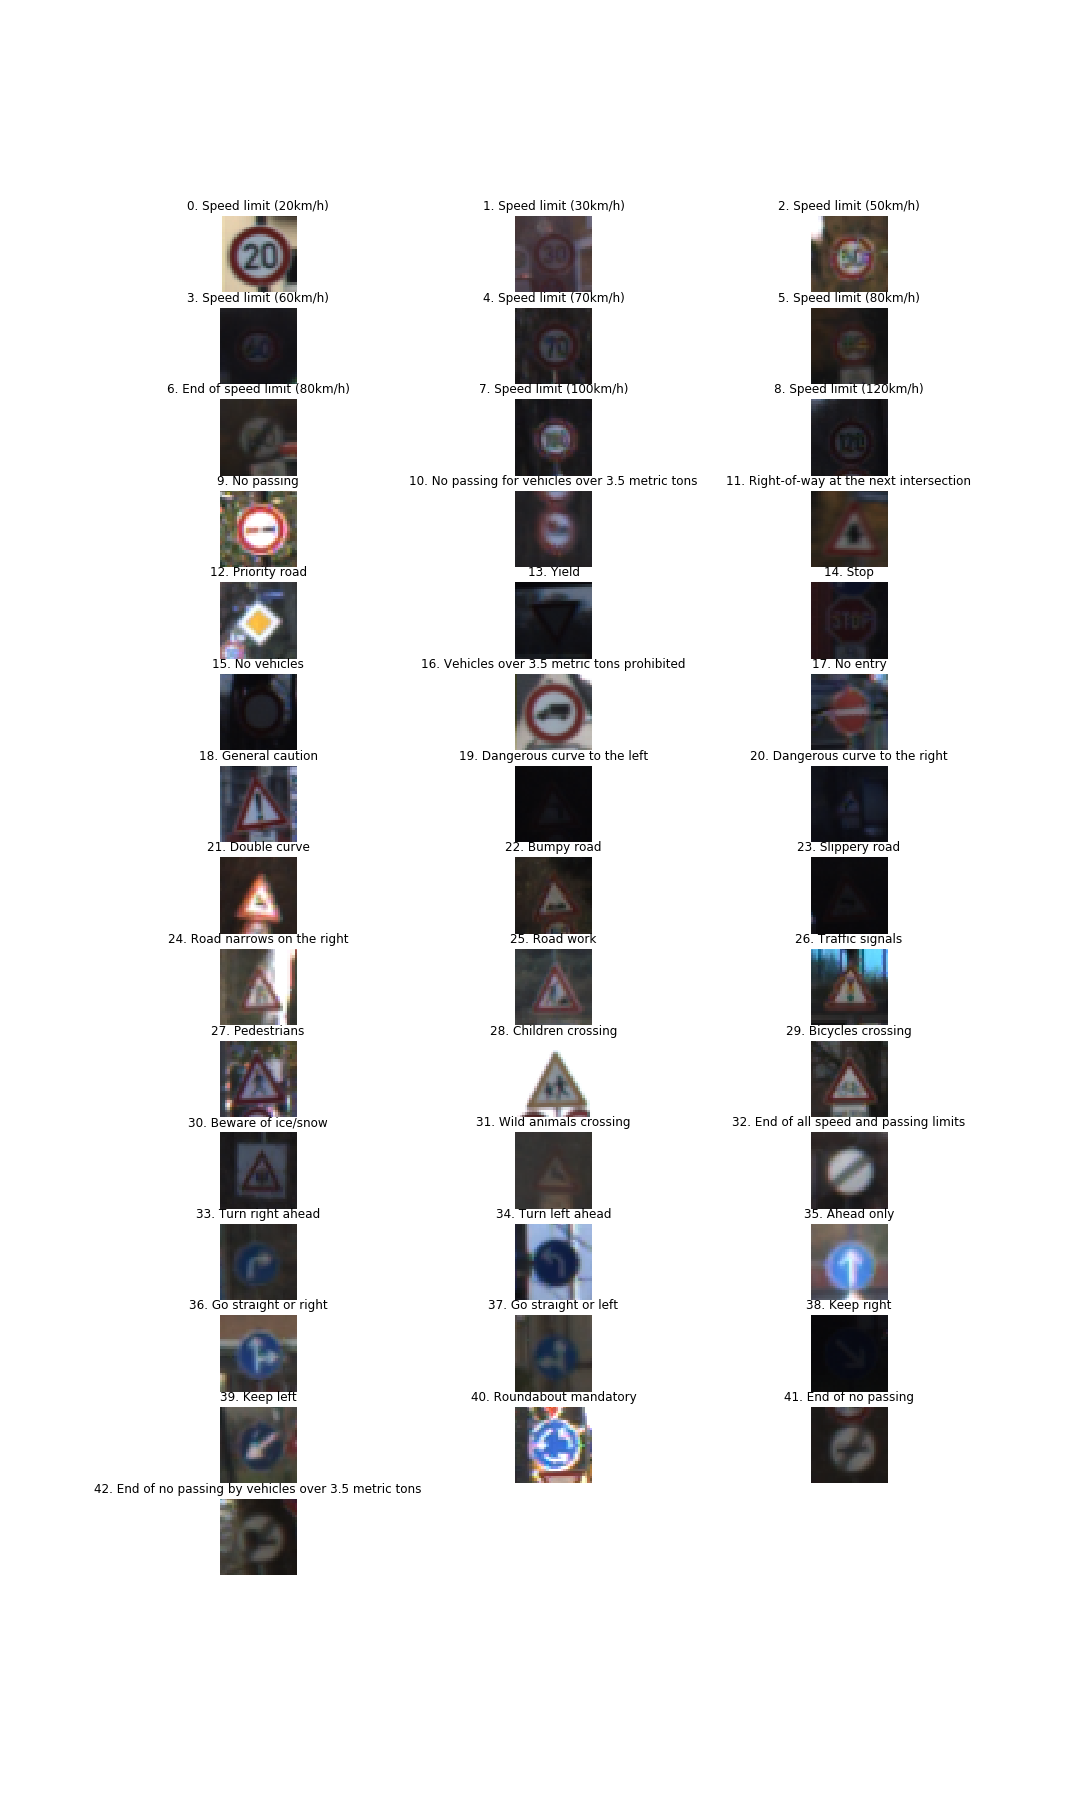 0. Speed limit (20km/h)
1. Speed limit (30km/h)
2. Speed limit (50km/h)
20
30
3. Speed limit (60km/h)
4. Speed limit (70km/h)
5. Speed limit (80km/h)
60
70
6. End of speed limit (80km/h)
7. Speed limit (100km/h)
8. Speed limit (120km/h)
120
9. No passing
10. No passing for vehicles over 3.5 metric tons
11. Right-of-way at the next intersection
12. Priority road
13. Yield
14. Stop
STOP
15. No vehicles
16. Vehicles over 3.5 metric tons prohibited
17. No entry
18. General caution
19. Dangerous curve to the left
20. Dangerous curve to the right
21. Double curve
22. Bumpy road
23. Slippery road
24. Road narrows on the right
25. Road work
26. Traffic signals
27. Pedestrians
28. Children crossing
29. Bicycles crossing
30. Beware of ice/snow
31. Wild animals crossing
32. End of all speed and passing limits
33. Turn right ahead
34. Turn left ahead
35. Ahead only
36. Go straight or right
37. Go straight or left
38. Keep right
39. Keep left
40. Roundabout mandatory
41. End of no passing
42. End of no passing by vehicles over 3.5 metric tons